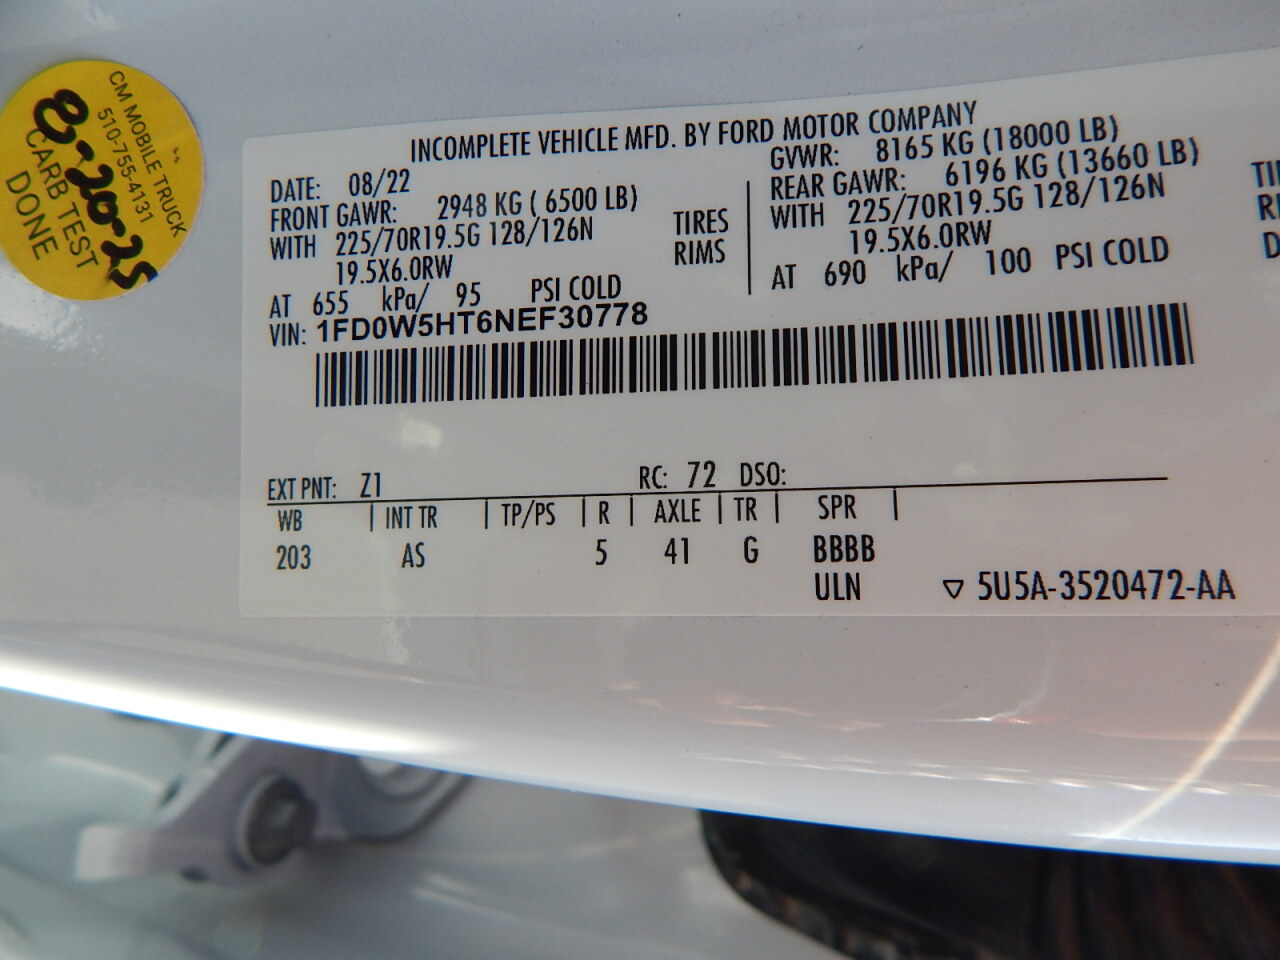 CM MOBILE TRUCK
510-755-4131
8-20-25
CARB TEST
DONE
INCOMPLETE VEHICLE MFD. BY FORD MOTOR COMPANY
DATE: 08/22
GVWR: 8165 KG (18000 LB)
FRONT GAWR: 2948 KG ( 6500 LB)
REAR GAWR: 6196 KG (13660 LB)
WITH 225/70R19.5G 128/126N TIRES
WITH 225/70R19.5G 128/126N
19.5X6.0RW RIMS
19.5X6.0RW
AT 655 kPa/ 95 PSI COLD
AT 690 kPa/ 100 PSI COLD
VIN: 1FD0W5HT6NEF30778
EXT PNT: Z1 RC: 72 DSO:
WB | INT TR | TP/PS | R | AXLE | TR | SPR |
203 AS 5 41 G BBBB
ULN ▽ 5U5A-3520472-AA